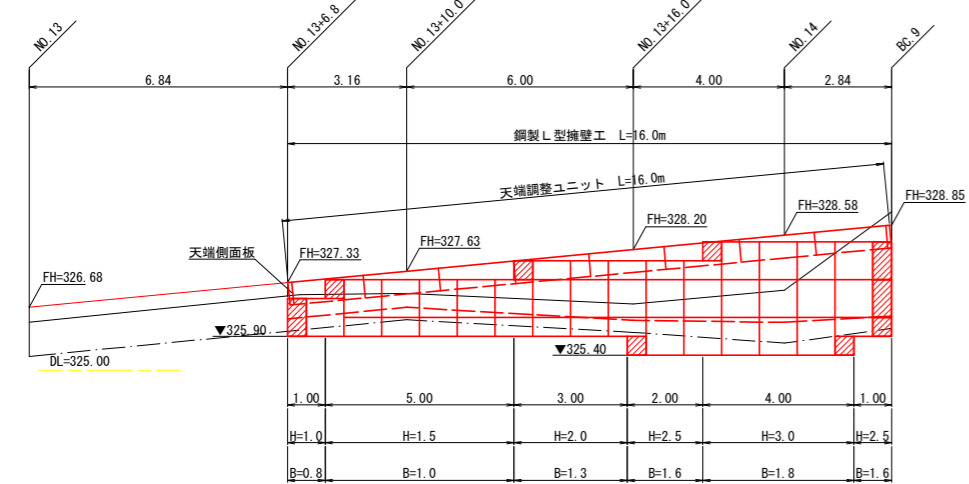 NO.13
NO.13+6.8
NO.13+10.0
NO.13+16.0
NO.14
BC.9
6.84
3.16
6.00
4.00
2.84
鋼製L型擁壁工 L=16.0m
天端調整ユニット L=16.0m
FH=328.85
FH=328.58
FH=328.20
FH=327.63
天端側面板
FH=327.33
FH=326.68
▼325.90
▼325.40
DL=325.00
1.00
5.00
3.00
2.00
4.00
1.00
H=1.0
H=1.5
H=2.0
H=2.5
H=3.0
H=2.5
B=0.8
B=1.0
B=1.3
B=1.6
B=1.8
B=1.6